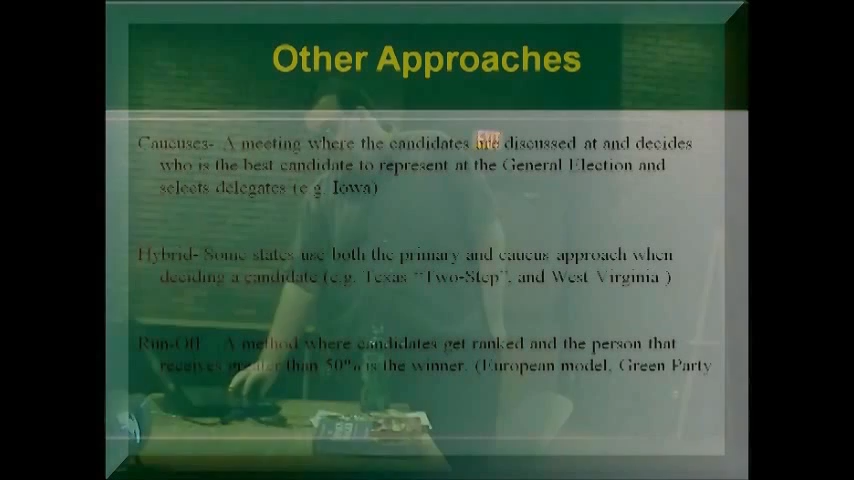 Other Approaches
Caucuses- A meeting where the candidates are discussed at and decides
who is the best candidate to represent at the General Election and
selects delegates (e.g. Iowa)
Hybrid- Some states use both the primary and caucus approach when
deciding a candidate (e.g. Texas “Two-Step”, and West Virginia )
Run-Off – A method where candidates get ranked and the person that
receives greater than 50% is the winner. (European model, Green Party
EXIT